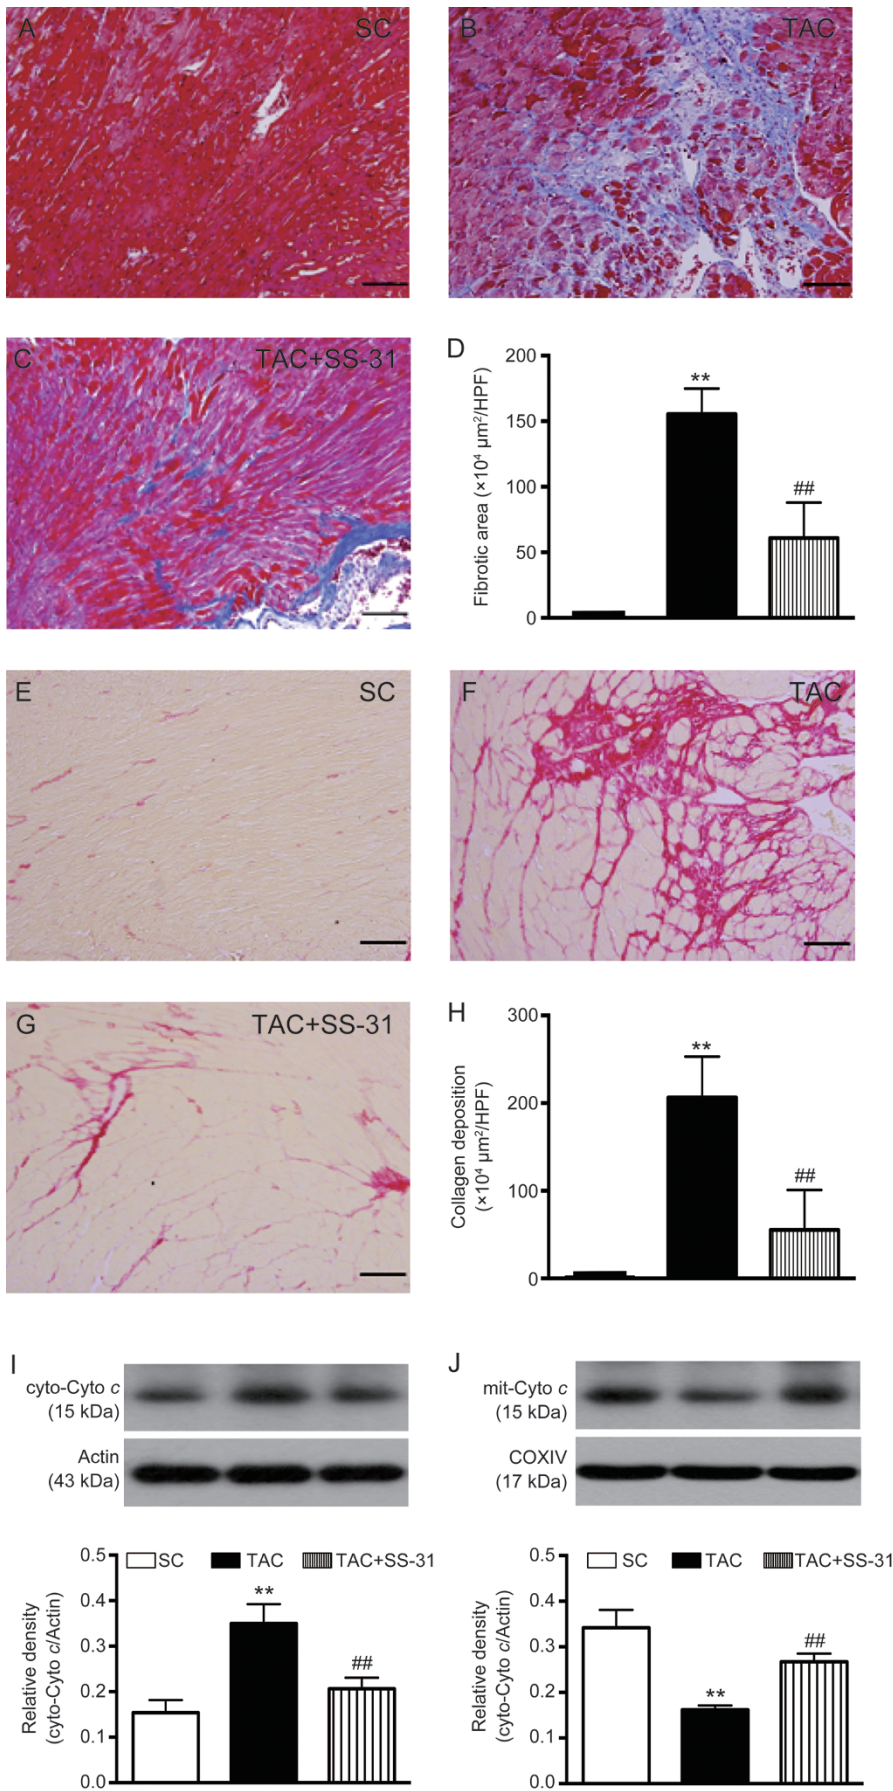 A
SC
B
TAC
C
TAC+SS-31
D
Fibrotic area (×10⁴ µm²/HPF)
200
150
100
50
0
**
##
E
SC
F
TAC
G
TAC+SS-31
H
Collagen deposition
(×10⁴ µm²/HPF)
300
200
100
0
**
##
I
cyto-Cyto c
(15 kDa)
Actin
(43 kDa)
J
mit-Cyto c
(15 kDa)
COXIV
(17 kDa)
SC
TAC
TAC+SS-31
Relative density
(cyto-Cyto c/Actin)
0.5
0.4
0.3
0.2
0.1
0.0
**
##
SC
TAC
TAC+SS-31
Relative density
(cyto-Cyto c/Actin)
0.5
0.4
0.3
0.2
0.1
0.0
**
##